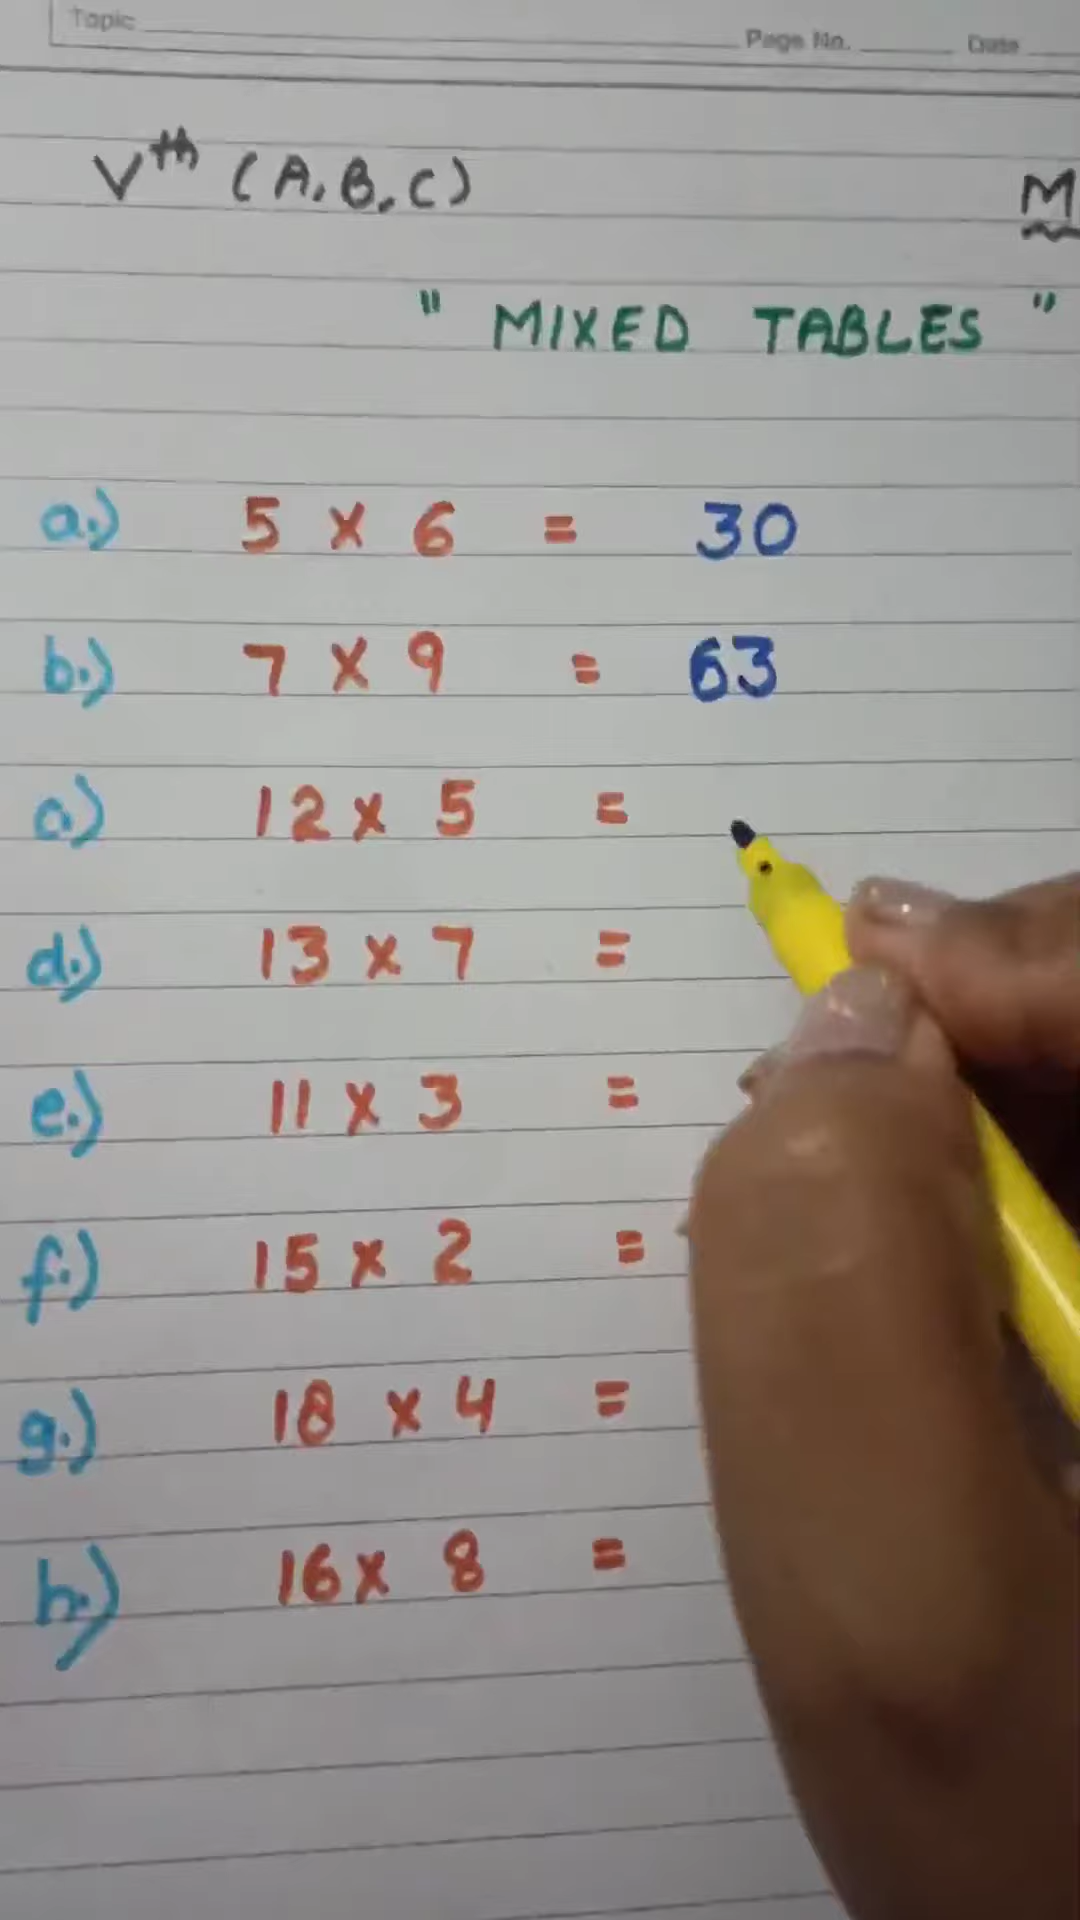 Topic
Page No. Date
Vth (A, B, C) M
" MIXED TABLES "
a.) 5 x 6 = 30
b.) 7 x 9 = 63
c) 12 x 5 =
d.) 13 x 7 =
e.) 11 x 3 =
f.) 15 x 2 =
g.) 18 x 4 =
h.) 16 x 8 =